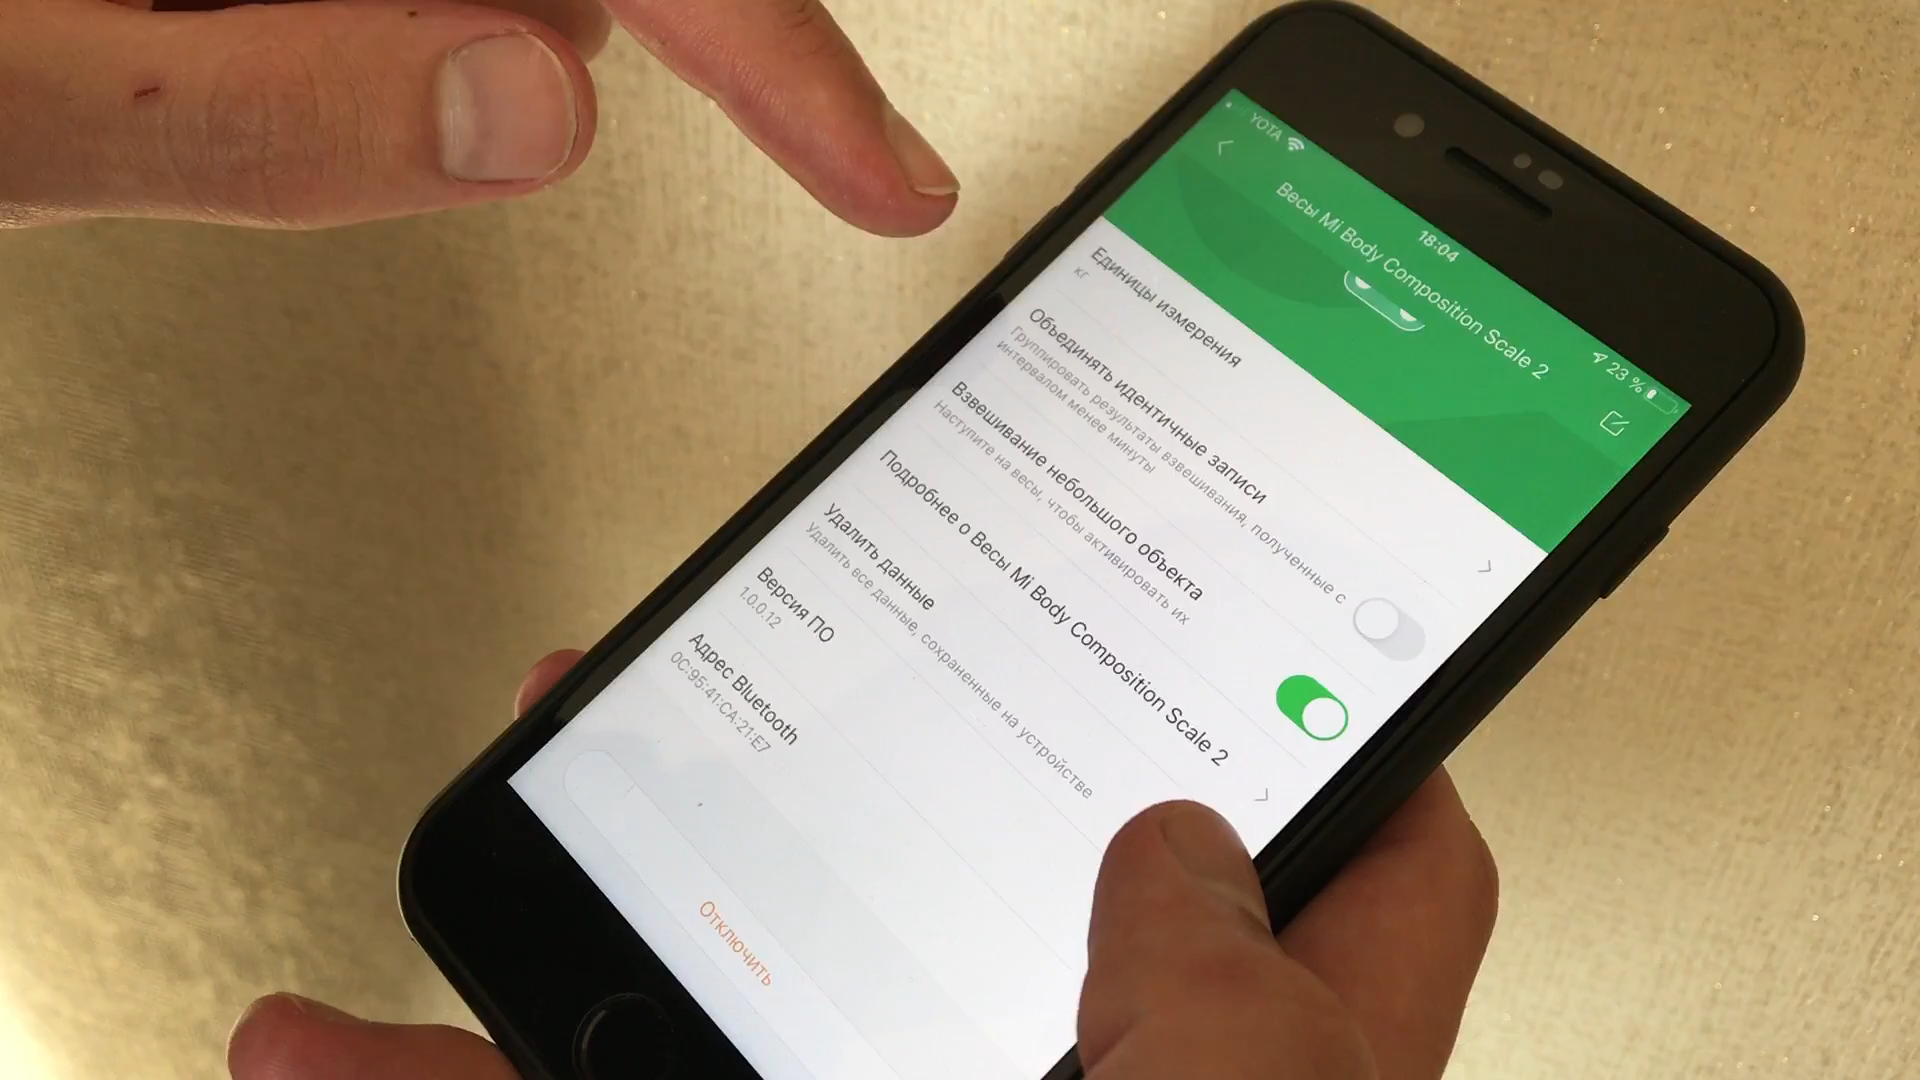 YOTA
18:04
23 %
Весы Mi Body Composition Scale 2
Единицы измерения
кг
Объединять идентичные записи
Группировать результаты взвешивания, полученные с
интервалом менее минуты
Взвешивание небольшого объекта
Наступите на весы, чтобы активировать их
Подробнее о Весы Mi Body Composition Scale 2
Удалить данные
Удалить все данные, сохраненные на устройстве
Версия ПО
1.0.0.12
Адрес Bluetooth
0C:95:41:CA:21:E7
Отключить